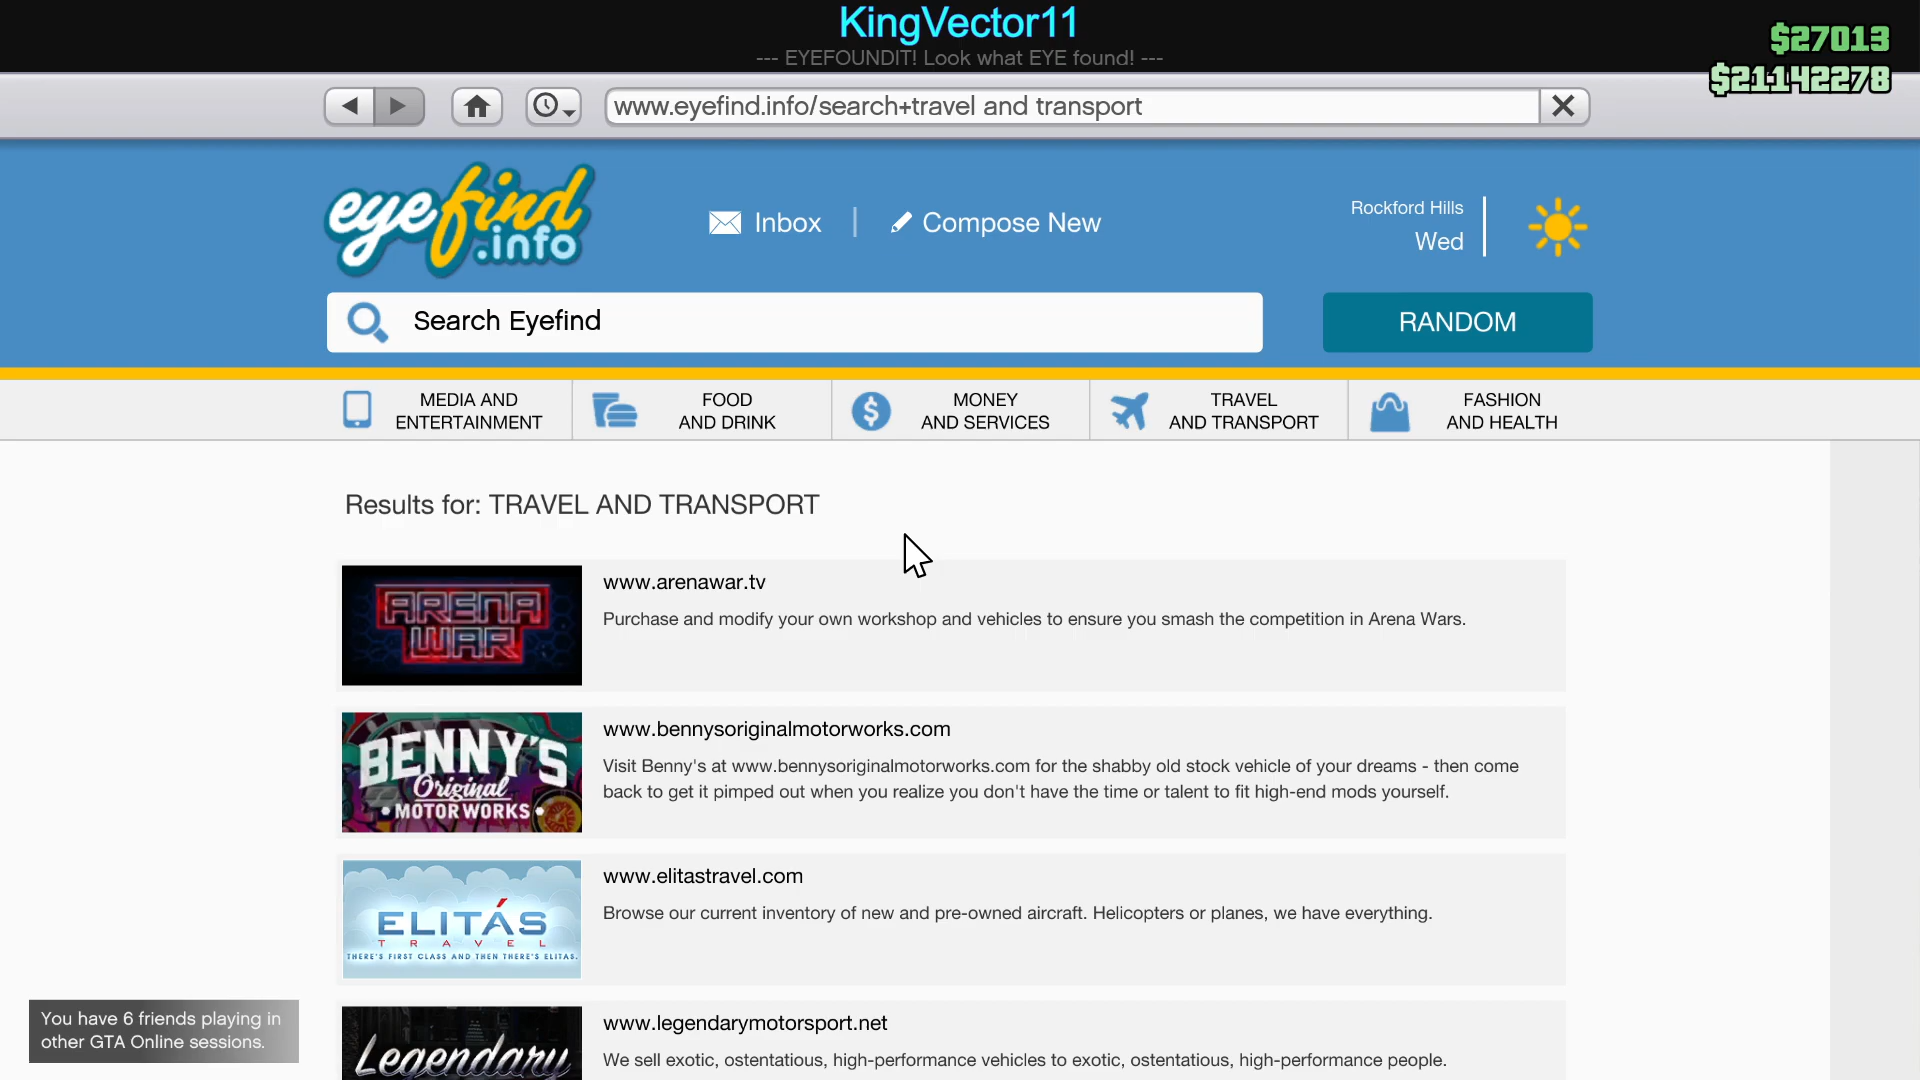 KingVector11
--- EYEFOUNDIT! Look what EYE found! ---
$27013
$21142278
www.eyefind.info/search+travel and transport
eyefind
.info
Inbox
Compose New
Rockford Hills
Wed
Search Eyefind
RANDOM
MEDIA AND
ENTERTAINMENT
FOOD
AND DRINK
MONEY
AND SERVICES
TRAVEL
AND TRANSPORT
FASHION
AND HEALTH
Results for: TRAVEL AND TRANSPORT
ARENA
WAR
www.arenawar.tv
Purchase and modify your own workshop and vehicles to ensure you smash the competition in Arena Wars.
BENNY'S
Original
MOTOR WORKS
www.bennysoriginalmotorworks.com
Visit Benny's at www.bennysoriginalmotorworks.com for the shabby old stock vehicle of your dreams - then come
back to get it pimped out when you realize you don't have the time or talent to fit high-end mods yourself.
ELITÁS
TRAVEL
THERE'S FIRST CLASS AND THEN THERE'S ELITAS.
www.elitastravel.com
Browse our current inventory of new and pre-owned aircraft. Helicopters or planes, we have everything.
Legendary
www.legendarymotorsport.net
We sell exotic, ostentatious, high-performance vehicles to exotic, ostentatious, high-performance people.
You have 6 friends playing in
other GTA Online sessions.